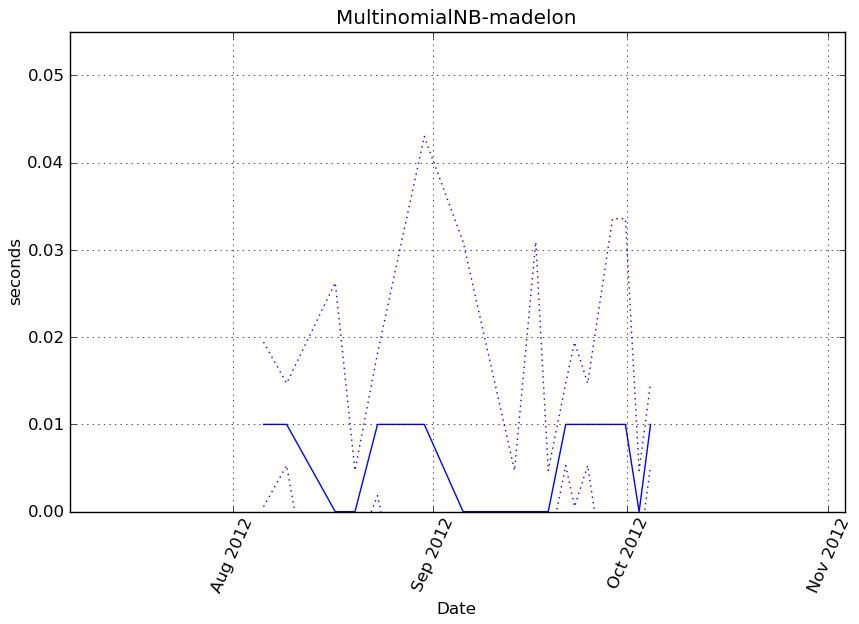 MultinomialNB-madelon
0.05
0.04
0.03
0.02
0.01
0.00
seconds
Aug 2012
Sep 2012
Oct 2012
Nov 2012
Date